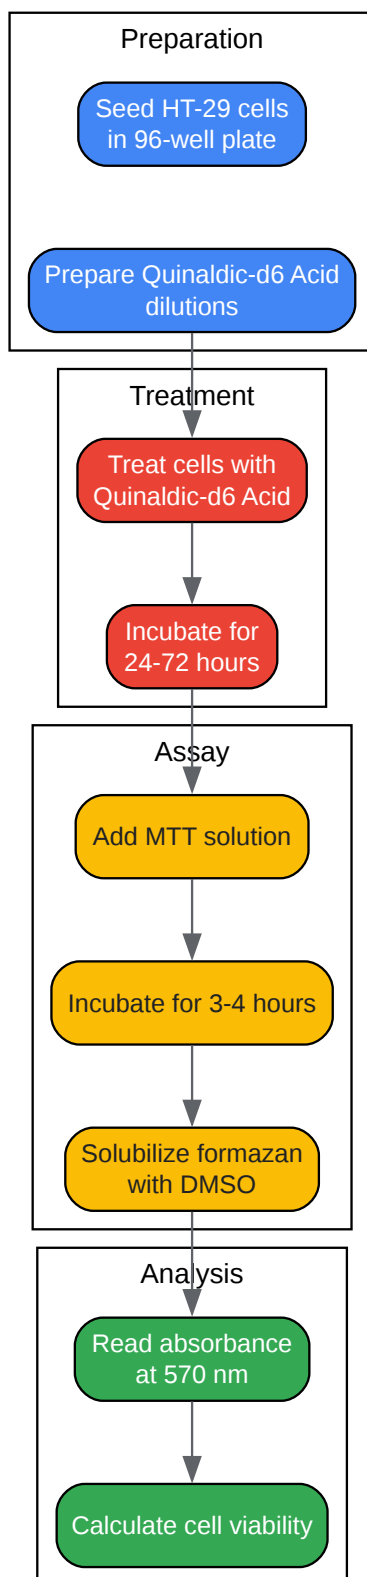 Preparation
Seed HT-29 cells
in 96-well plate
Prepare Quinaldic-d6 Acid
dilutions
Treatment
Treat cells with
Quinaldic-d6 Acid
Incubate for
24-72 hours
Assay
Add MTT solution
Incubate for 3-4 hours
Solubilize formazan
with DMSO
Analysis
Read absorbance
at 570 nm
Calculate cell viability